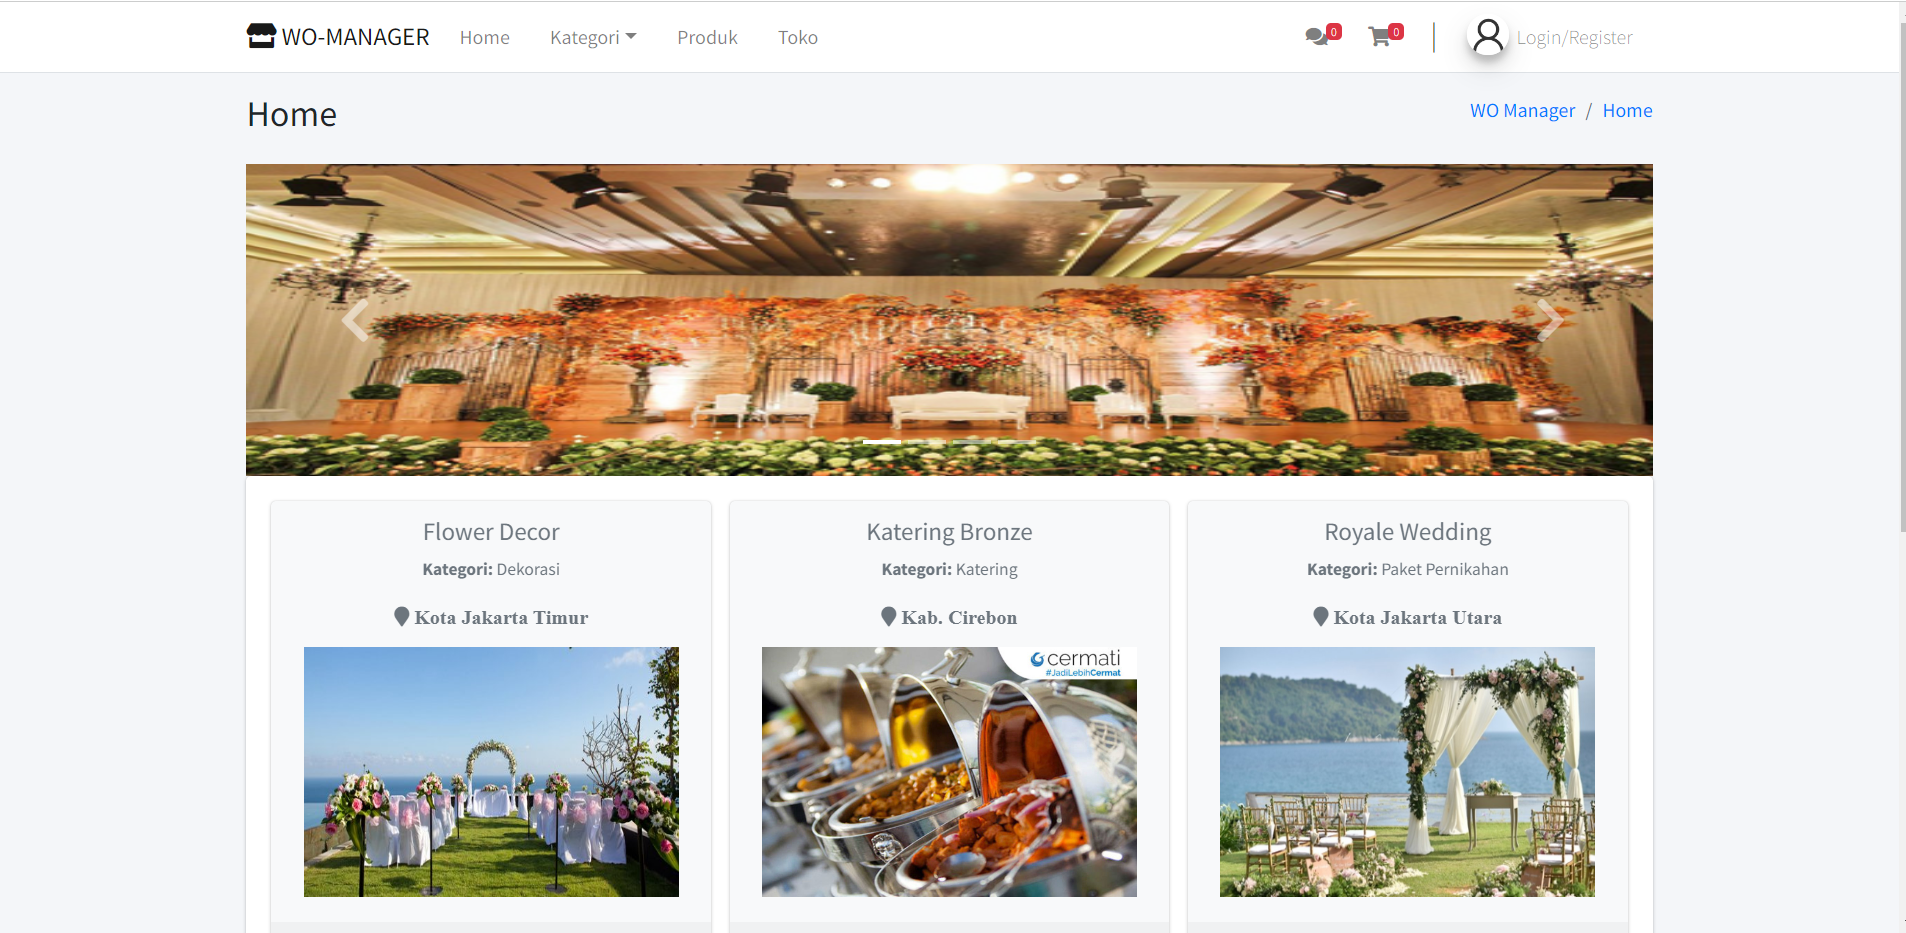 WO-MANAGER Home Kategori Produk Toko 0 0 Login/Register
Home
WO Manager / Home
Flower Decor
Kategori: Dekorasi
Kota Jakarta Timur
Katering Bronze
Kategori: Katering
Kab. Cirebon
cermati
#JadiLebihCermat
Royale Wedding
Kategori: Paket Pernikahan
Kota Jakarta Utara